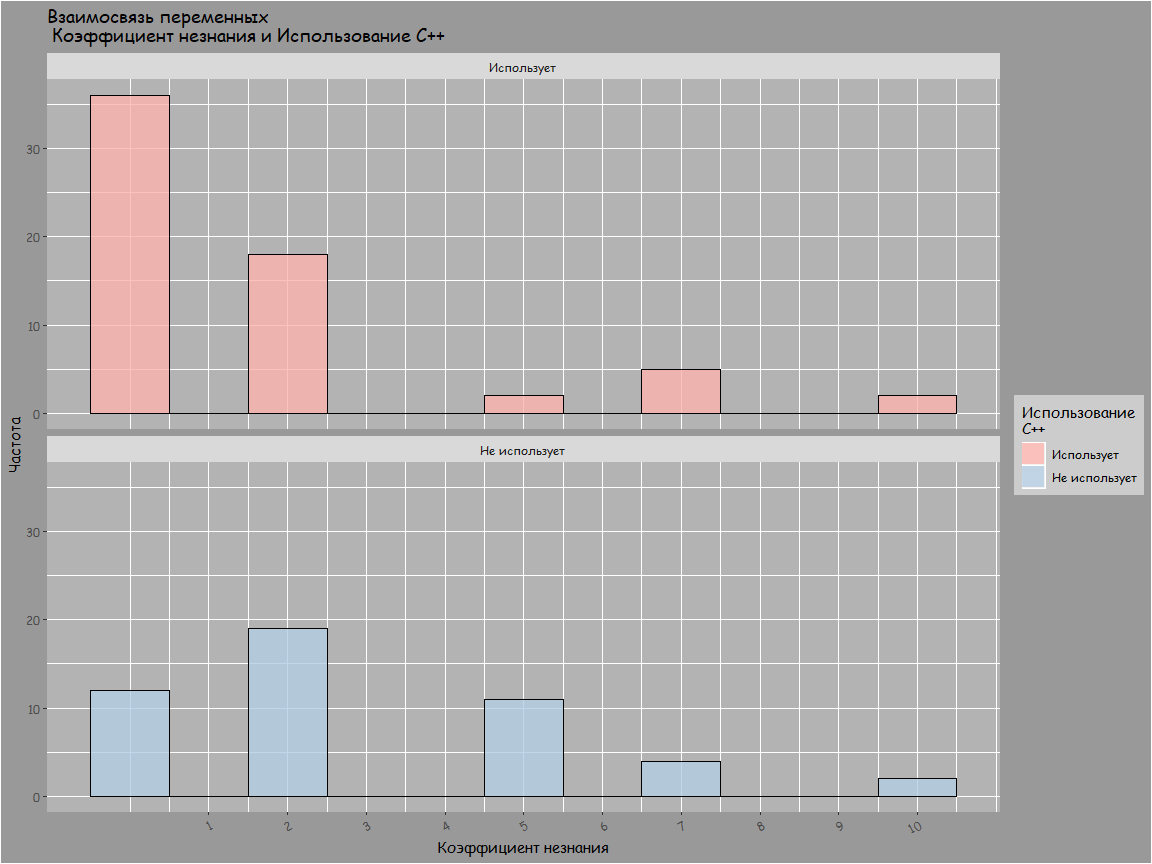 Взаимосвязь переменных
Коэффициент незнания и Использование C++
Использует
30
20
10
0
Частота
Не использует
30
20
10
0
1 2 3 4 5 6 7 8 9 10
Коэффициент незнания
Использование
C++
Использует
Не использует